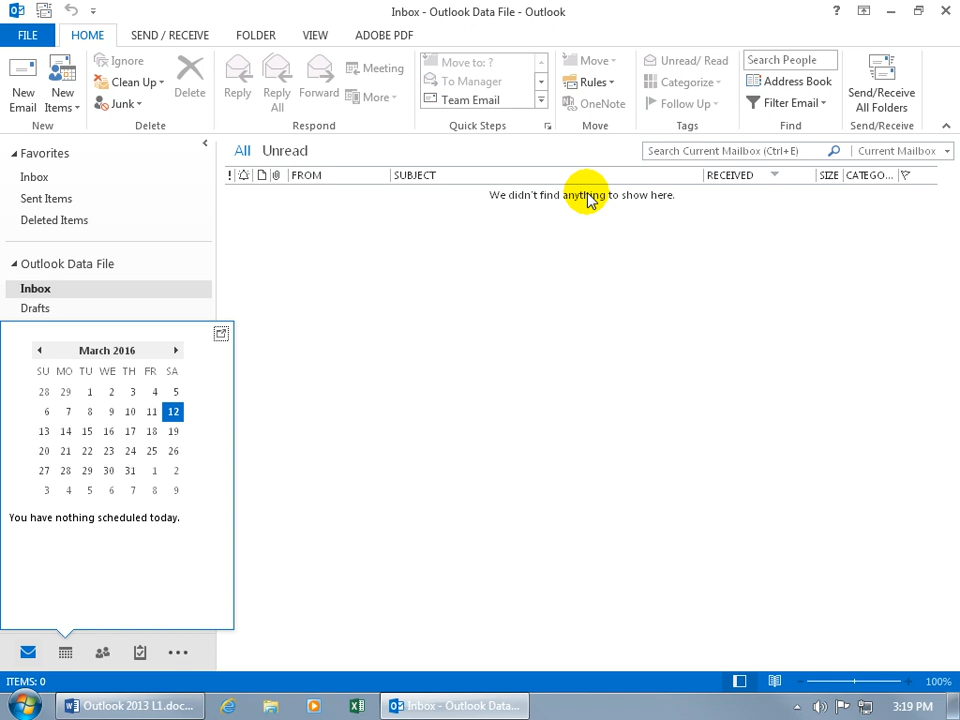 Inbox - Outlook Data File - Outlook
?
FILE HOME SEND / RECEIVE FOLDER VIEW ADOBE PDF
New Email
New Items
New
Ignore
Clean Up
Junk
Delete
Delete
Reply
Reply All
Forward
Meeting
More
Respond
Move to: ?
To Manager
Team Email
Quick Steps
Move
Rules
OneNote
Move
Unread/ Read
Categorize
Follow Up
Tags
Search People
Address Book
Filter Email
Find
Send/Receive All Folders
Send/Receive
Favorites
Inbox
Sent Items
Deleted Items
Outlook Data File
Inbox
Drafts
All Unread
Search Current Mailbox (Ctrl+E) Current Mailbox
! FROM SUBJECT RECEIVED SIZE CATEGO...
We didn't find anything to show here.
March 2016
SU MO TU WE TH FR SA
28 29 1 2 3 4 5
6 7 8 9 10 11 12
13 14 15 16 17 18 19
20 21 22 23 24 25 26
27 28 29 30 31 1 2
3 4 5 6 7 8 9
You have nothing scheduled today.
ITEMS: 0
100%
Outlook 2013 L1.doc...
Inbox - Outlook Data...
3:19 PM